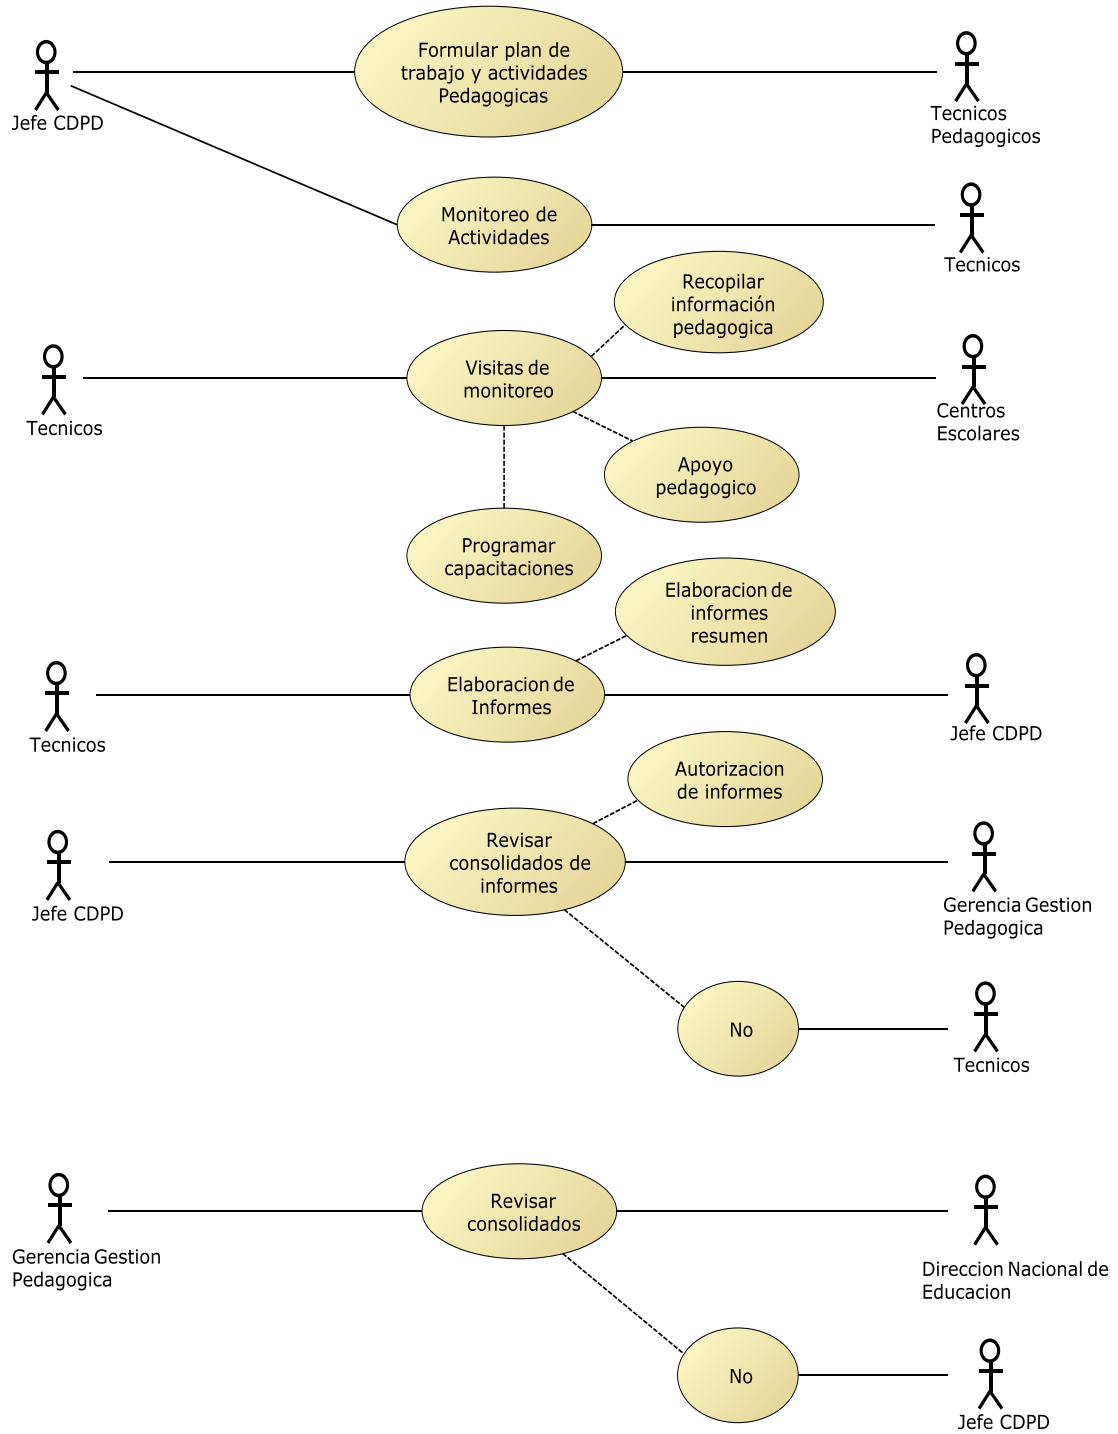 Formular plan de
trabajo y actividades
Pedagogicas
Jefe CDPD
Tecnicos
Pedagogicos
Monitoreo de
Actividades
Tecnicos
Recopilar
información
pedagogica
Visitas de
monitoreo
Tecnicos
Centros
Escolares
Apoyo
pedagogico
Programar
capacitaciones
Elaboracion de
informes
resumen
Elaboracion de
Informes
Tecnicos
Jefe CDPD
Autorizacion
de informes
Revisar
consolidados de
informes
Jefe CDPD
Gerencia Gestion
Pedagogica
No
Tecnicos
Revisar
consolidados
Gerencia Gestion
Pedagogica
Direccion Nacional de
Educacion
No
Jefe CDPD